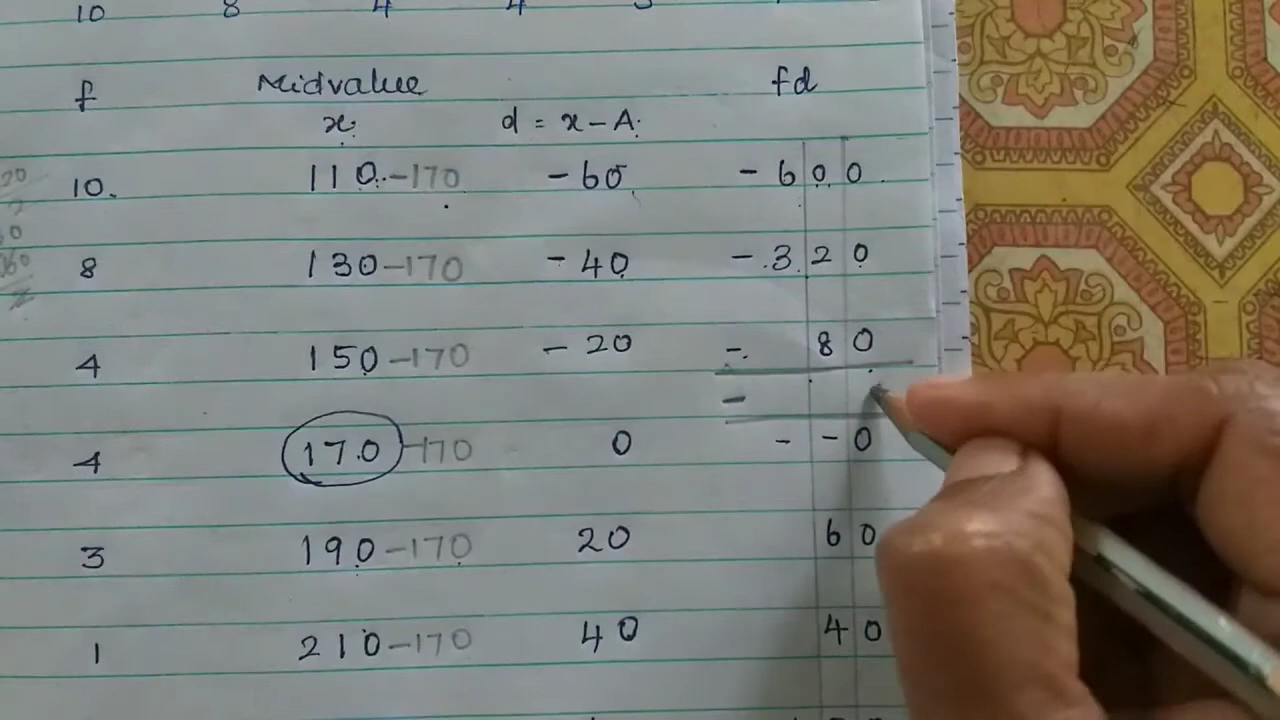 10 8 4 4
f Midvalue fd
x d = x - A.
10. 110.-170 -60 -600
8 130-170 -40 -320
4 150-170 -20 - 80
-
4 170-170 0 - - 0
3 190-170 20 60
1 210-170 40 40